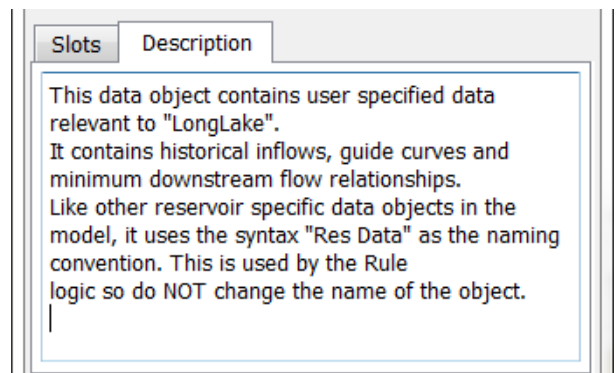 Slots Description
This data object contains user specified data
relevant to "LongLake".
It contains historical inflows, guide curves and
minimum downstream flow relationships.
Like other reservoir specific data objects in the
model, it uses the syntax "Res Data" as the naming
convention. This is used by the Rule
logic so do NOT change the name of the object.